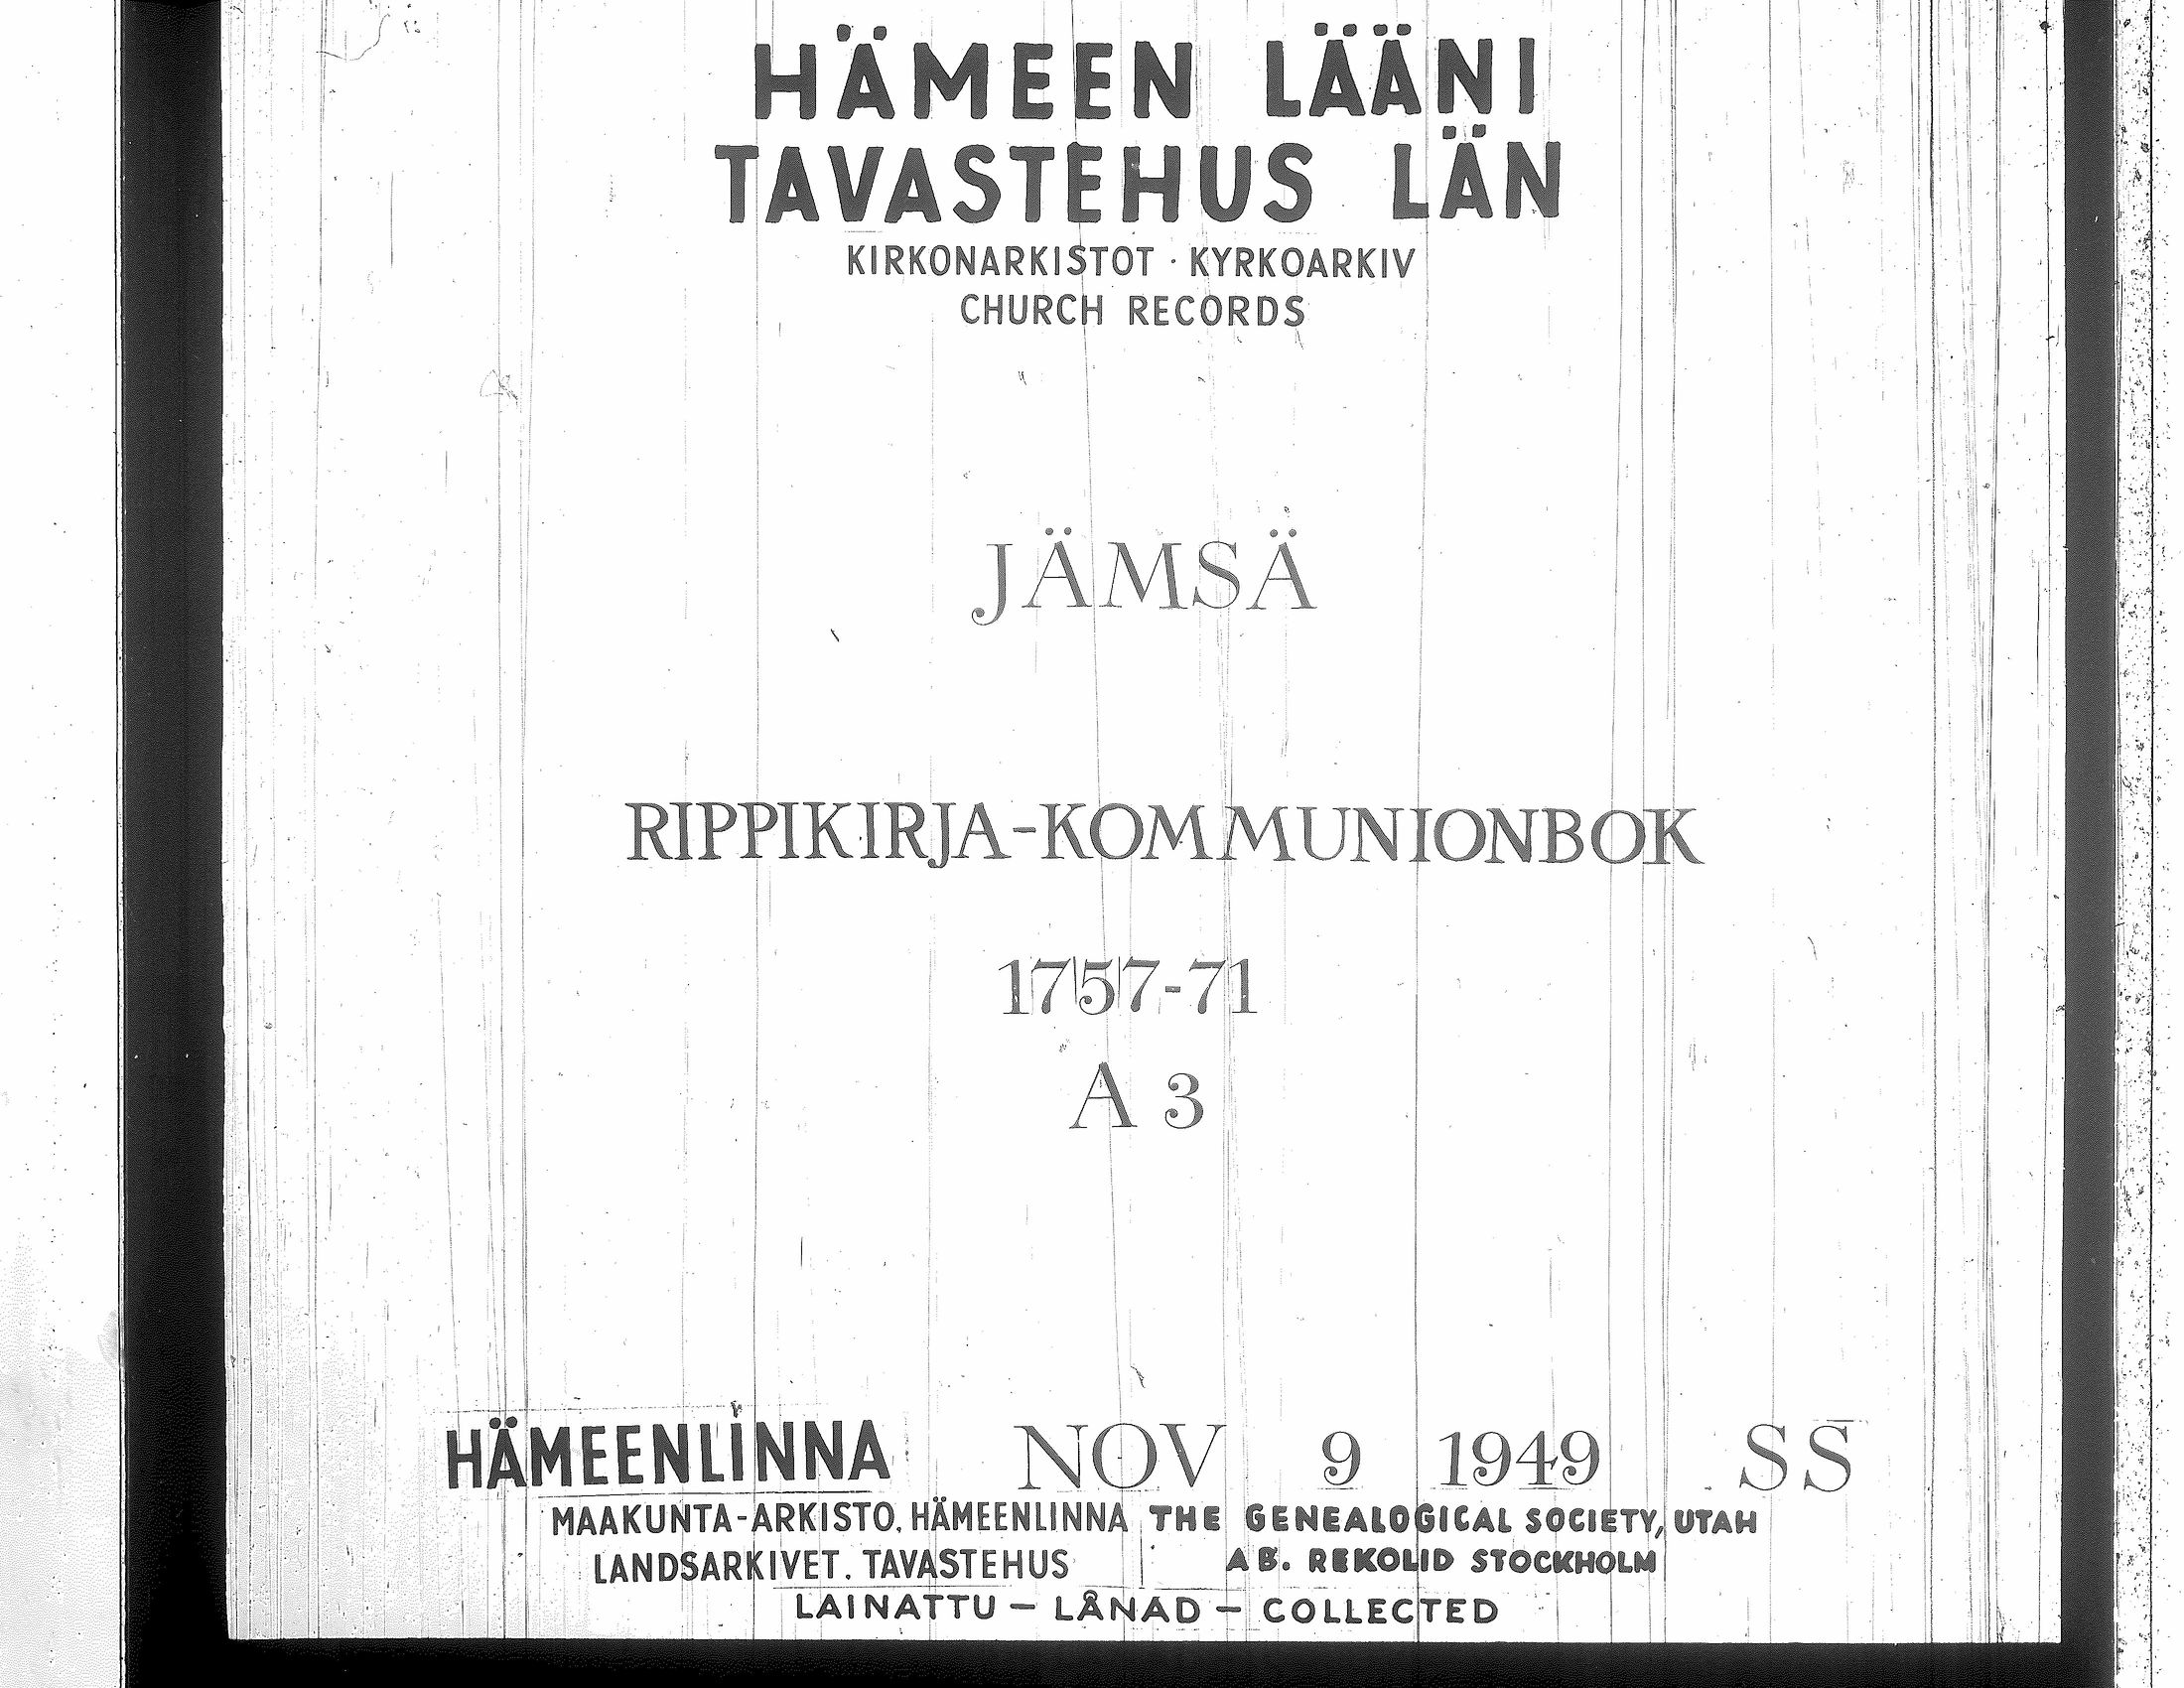 HÄMEEN LÄÄNI
TAVASTEHUS LÄN
KIRKONARKISTOT · KYRKOARKIV
CHURCH RECORDS
JÄMSÄ
RIPPIKIRJA-KOMMUNIONBOK
1757-71
A 3
HÄMEENLINNA NOV 9 1949 SS
MAAKUNTA-ARKISTO. HÄMEENLINNA THE GENEALOGICAL SOCIETY, UTAH
LANDSARKIVET. TAVASTEHUS AB. REKOLID STOCKHOLM
LAINATTU — LÅNAD — COLLECTED